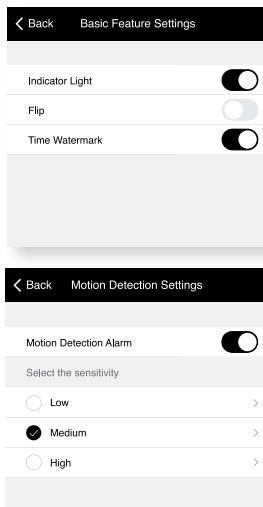 Back Basic Feature Settings
Indicator Light
Flip
Time Watermark
Back Motion Detection Settings
Motion Detection Alarm
Select the sensitivity
Low
Medium
High